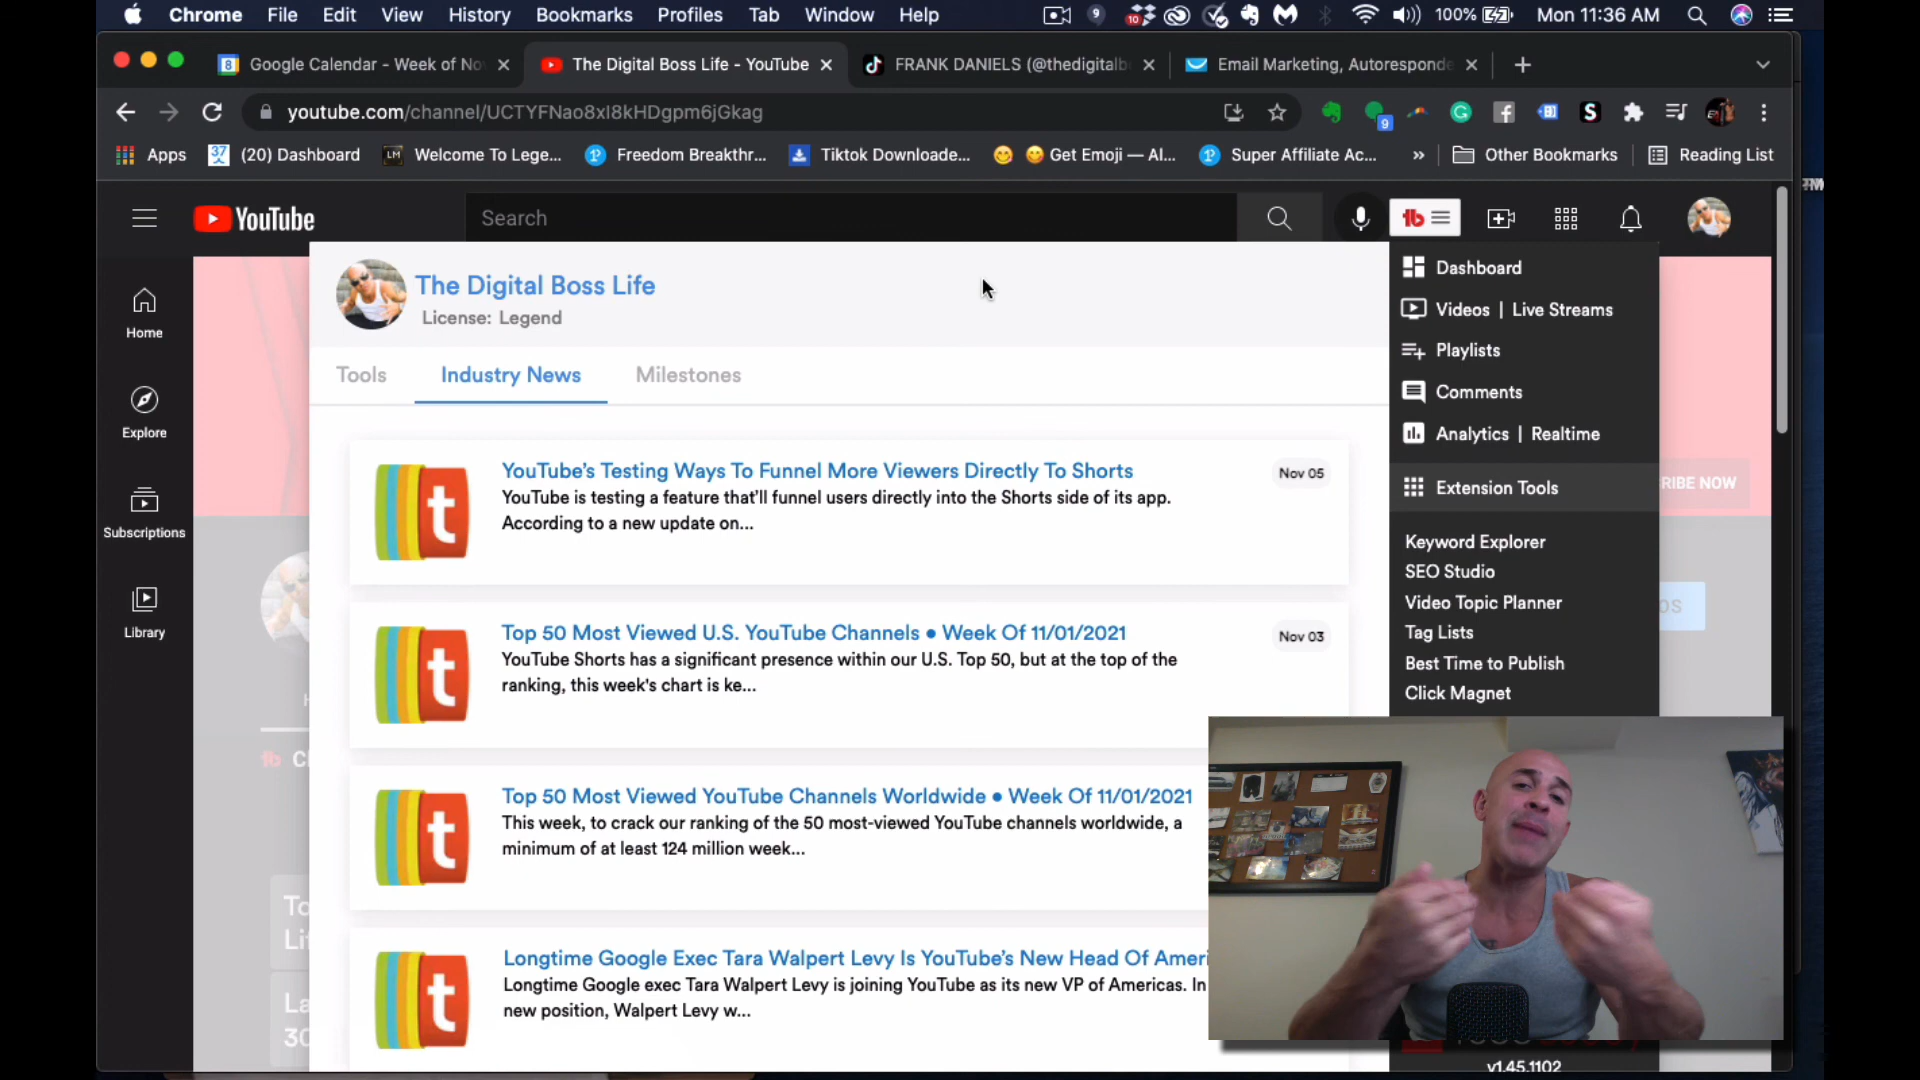 Chrome File Edit View History Bookmarks Profiles Tab Window Help 9 10 100% Mon 11:36 AM
Google Calendar - Week of No
The Digital Boss Life - YouTube
FRANK DANIELS (@thedigitalb
Email Marketing, Autoresponde
youtube.com/channel/UCTYFNao8xI8kHDgpm6jGkag
9
Apps (20) Dashboard Welcome To Lege... Freedom Breakthr... Tiktok Downloade... Get Emoji — Al... Super Affiliate Ac... » Other Bookmarks Reading List
YouTube
Search
Home
Explore
Subscriptions
Library
The Digital Boss Life
License: Legend
Tools Industry News Milestones
YouTube's Testing Ways To Funnel More Viewers Directly To Shorts
Nov 05
YouTube is testing a feature that'll funnel users directly into the Shorts side of its app.
According to a new update on...
Top 50 Most Viewed U.S. YouTube Channels ● Week Of 11/01/2021
Nov 03
YouTube Shorts has a significant presence within our U.S. Top 50, but at the top of the
ranking, this week's chart is ke...
Top 50 Most Viewed YouTube Channels Worldwide ● Week Of 11/01/2021
This week, to crack our ranking of the 50 most-viewed YouTube channels worldwide, a
minimum of at least 124 million week...
Longtime Google Exec Tara Walpert Levy Is YouTube's New Head Of Ameri
Longtime Google exec Tara Walpert Levy is joining YouTube as its new VP of Americas. In
new position, Walpert Levy w...
Dashboard
Videos | Live Streams
Playlists
Comments
Analytics | Realtime
Extension Tools
Keyword Explorer
SEO Studio
Video Topic Planner
Tag Lists
Best Time to Publish
Click Magnet
RIBE NOW
OS
v1.45.1102